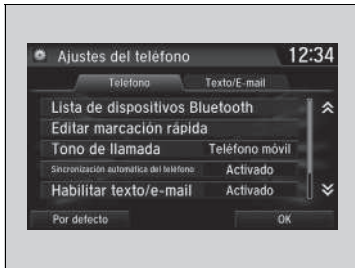 Ajustes del teléfono 12:34
Teléfono Texto/E-mail
Lista de dispositivos Bluetooth
Editar marcación rápida
Tono de llamada Teléfono móvil
Sincronización automática del teléfono Activado
Habilitar texto/e-mail Activado
Por defecto OK